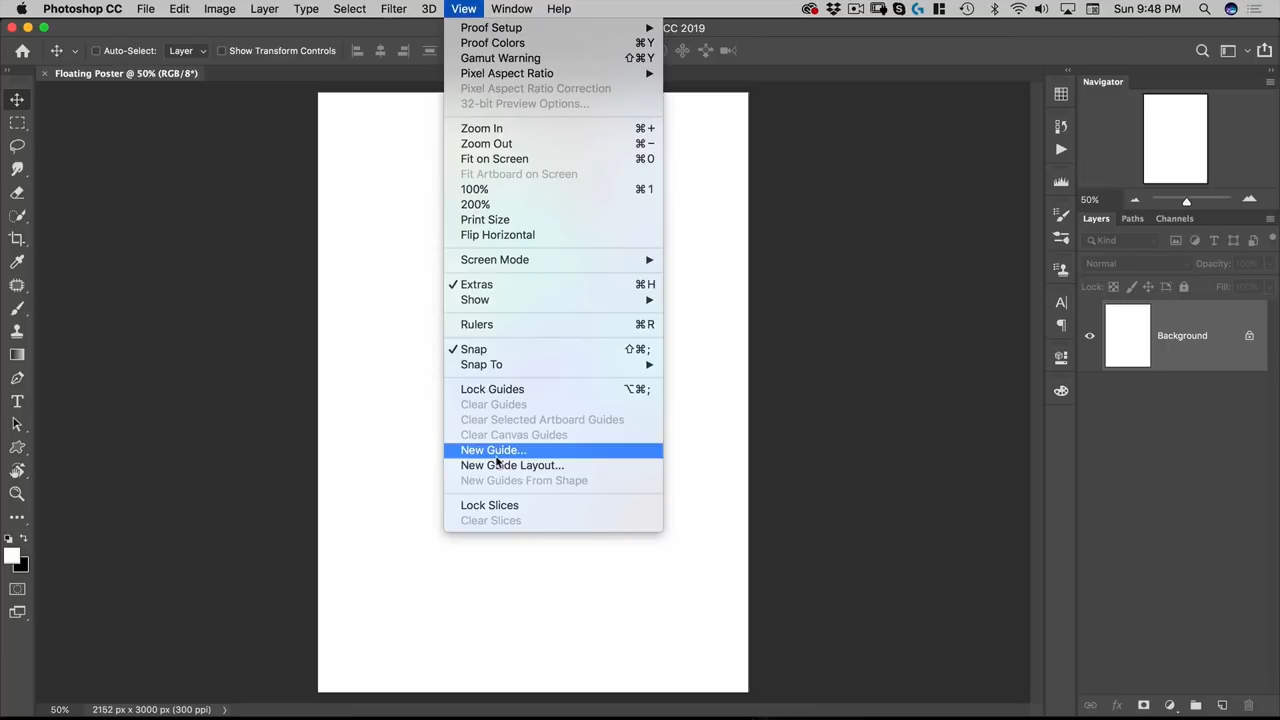 Photoshop CC File Edit Image Layer Type Select Filter 3D View Window Help Sun 9:48 PM
CC 2019
Auto-Select: Layer Show Transform Controls
× Floating Poster @ 50% (RGB/8*)
Proof Setup
Proof Colors ⌘Y
Gamut Warning ⇧⌘Y
Pixel Aspect Ratio
Pixel Aspect Ratio Correction
32-bit Preview Options...
Zoom In ⌘+
Zoom Out ⌘−
Fit on Screen ⌘0
Fit Artboard on Screen
100% ⌘1
200%
Print Size
Flip Horizontal
Screen Mode
✓ Extras ⌘H
Show
Rulers ⌘R
✓ Snap ⇧⌘;
Snap To
Lock Guides ⌥⌘;
Clear Guides
Clear Selected Artboard Guides
Clear Canvas Guides
New Guide...
New Guide Layout...
New Guides From Shape
Lock Slices
Clear Slices
Navigator
50%
Layers Paths Channels
Kind
Normal Opacity: 100%
Lock: Fill: 100%
Background
fx
50% 2152 px x 3000 px (300 ppi)